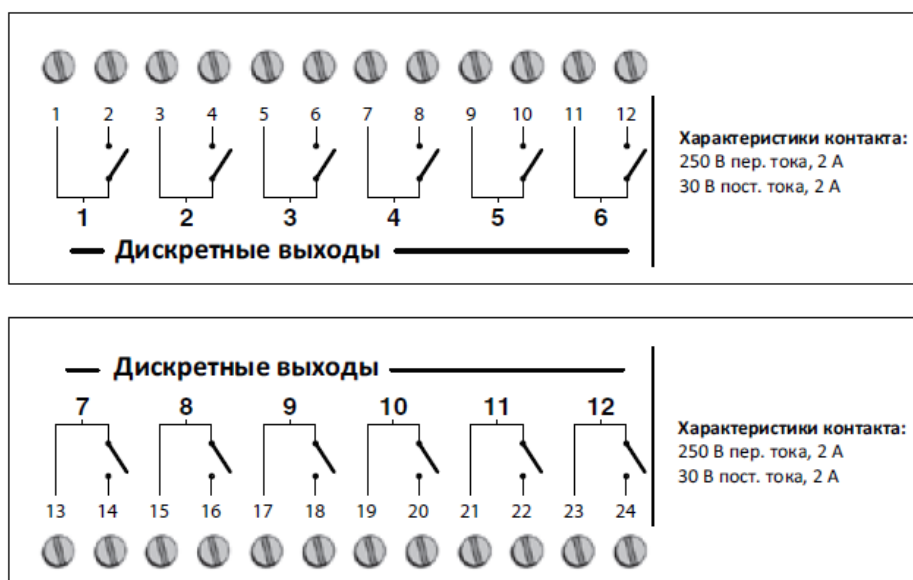 1 2 3 4 5 6 7 8 9 10 11 12
1 2 3 4 5 6
Дискретные выходы
Характеристики контакта:
250 В пер. тока, 2 А
30 В пост. тока, 2 А
Дискретные выходы
7 8 9 10 11 12
13 14 15 16 17 18 19 20 21 22 23 24
Характеристики контакта:
250 В пер. тока, 2 А
30 В пост. тока, 2 А